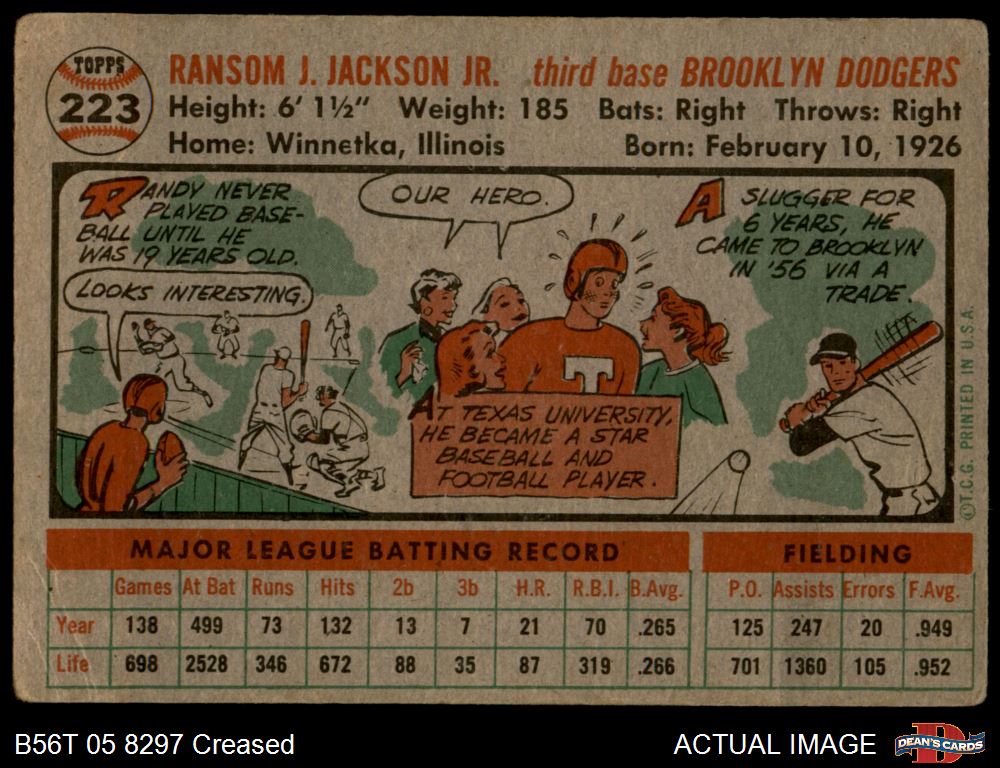 TOPPS
223
RANSOM J. JACKSON JR. third base BROOKLYN DODGERS
Height: 6' 1½" Weight: 185 Bats: Right Throws: Right
Home: Winnetka, Illinois Born: February 10, 1926
RANDY NEVER
PLAYED BASE-
BALL UNTIL HE
WAS 19 YEARS OLD.
LOOKS INTERESTING.
OUR HERO.
T
AT TEXAS UNIVERSITY,
HE BECAME A STAR
BASEBALL AND
FOOTBALL PLAYER.
A SLUGGER FOR
6 YEARS, HE
CAME TO BROOKLYN
IN '56 VIA A
TRADE.
©T.C.G. PRINTED IN U.S.A.
MAJOR LEAGUE BATTING RECORD FIELDING
Games At Bat Runs Hits 2b 3b H.R. R.B.I. B.Avg. P.O. Assists Errors F.Avg.
Year 138 499 73 132 13 7 21 70 .265 125 247 20 .949
Life 698 2528 346 672 88 35 87 319 .266 701 1360 105 .952
B56T 05 8297 Creased ACTUAL IMAGE
D
DEAN'S CARDS